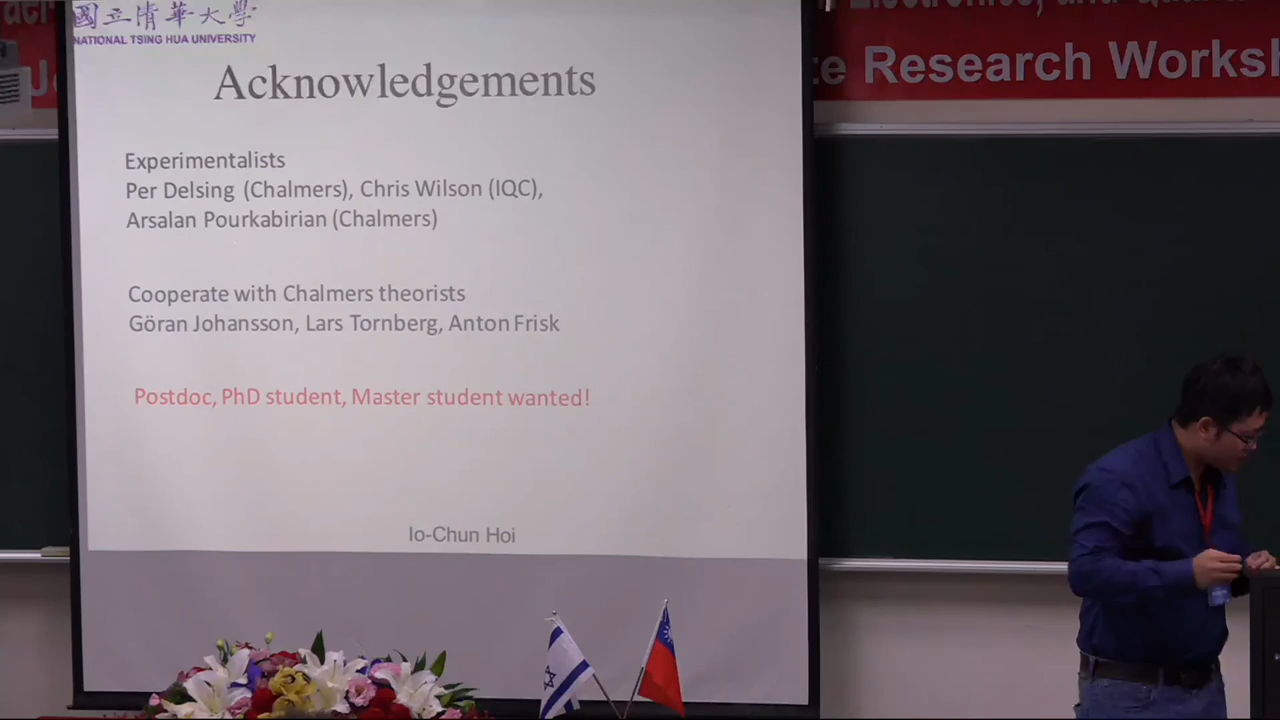 國立清華大學
NATIONAL TSING HUA UNIVERSITY
Acknowledgements
Experimentalists
Per Delsing (Chalmers), Chris Wilson (IQC),
Arsalan Pourkabirian (Chalmers)
Cooperate with Chalmers theorists
Göran Johansson, Lars Tornberg, Anton Frisk
Postdoc, PhD student, Master student wanted!
Io-Chun Hoi
Research